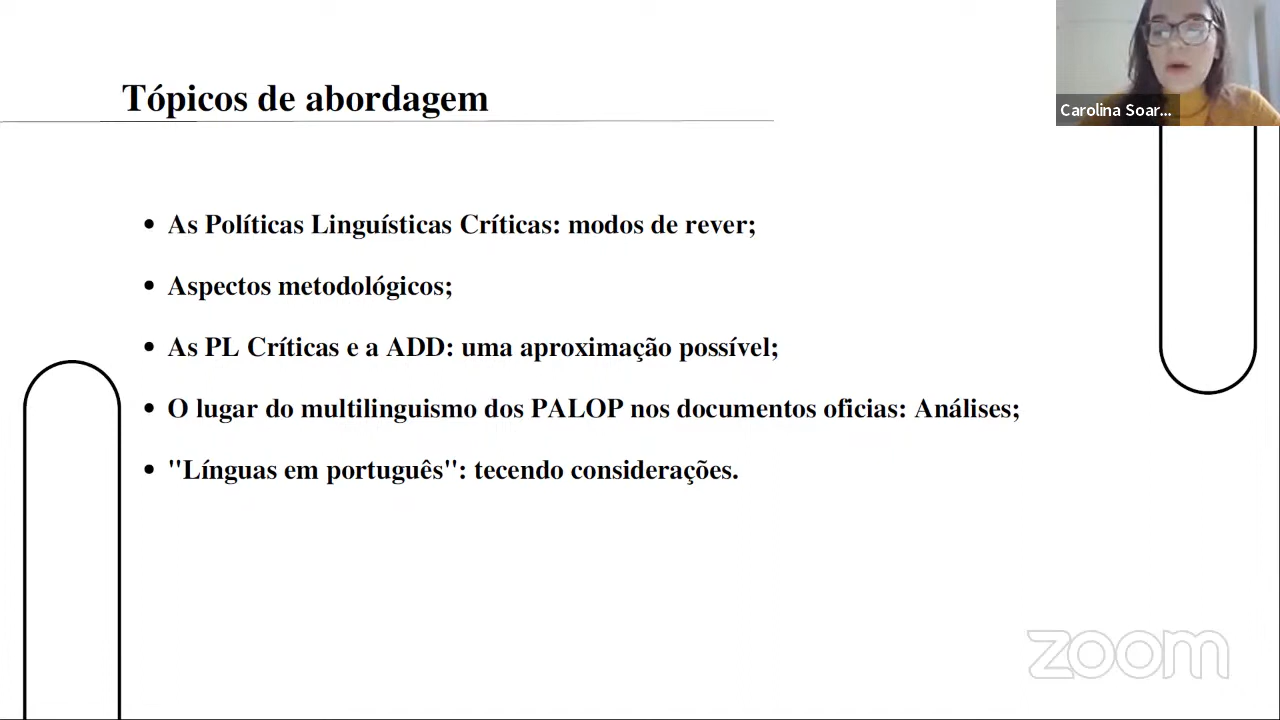 Tópicos de abordagem
Carolina Soar...
• As Políticas Linguísticas Críticas: modos de rever;
• Aspectos metodológicos;
• As PL Críticas e a ADD: uma aproximação possível;
• O lugar do multilinguismo dos PALOP nos documentos oficias: Análises;
• "Línguas em português": tecendo considerações.
zoom